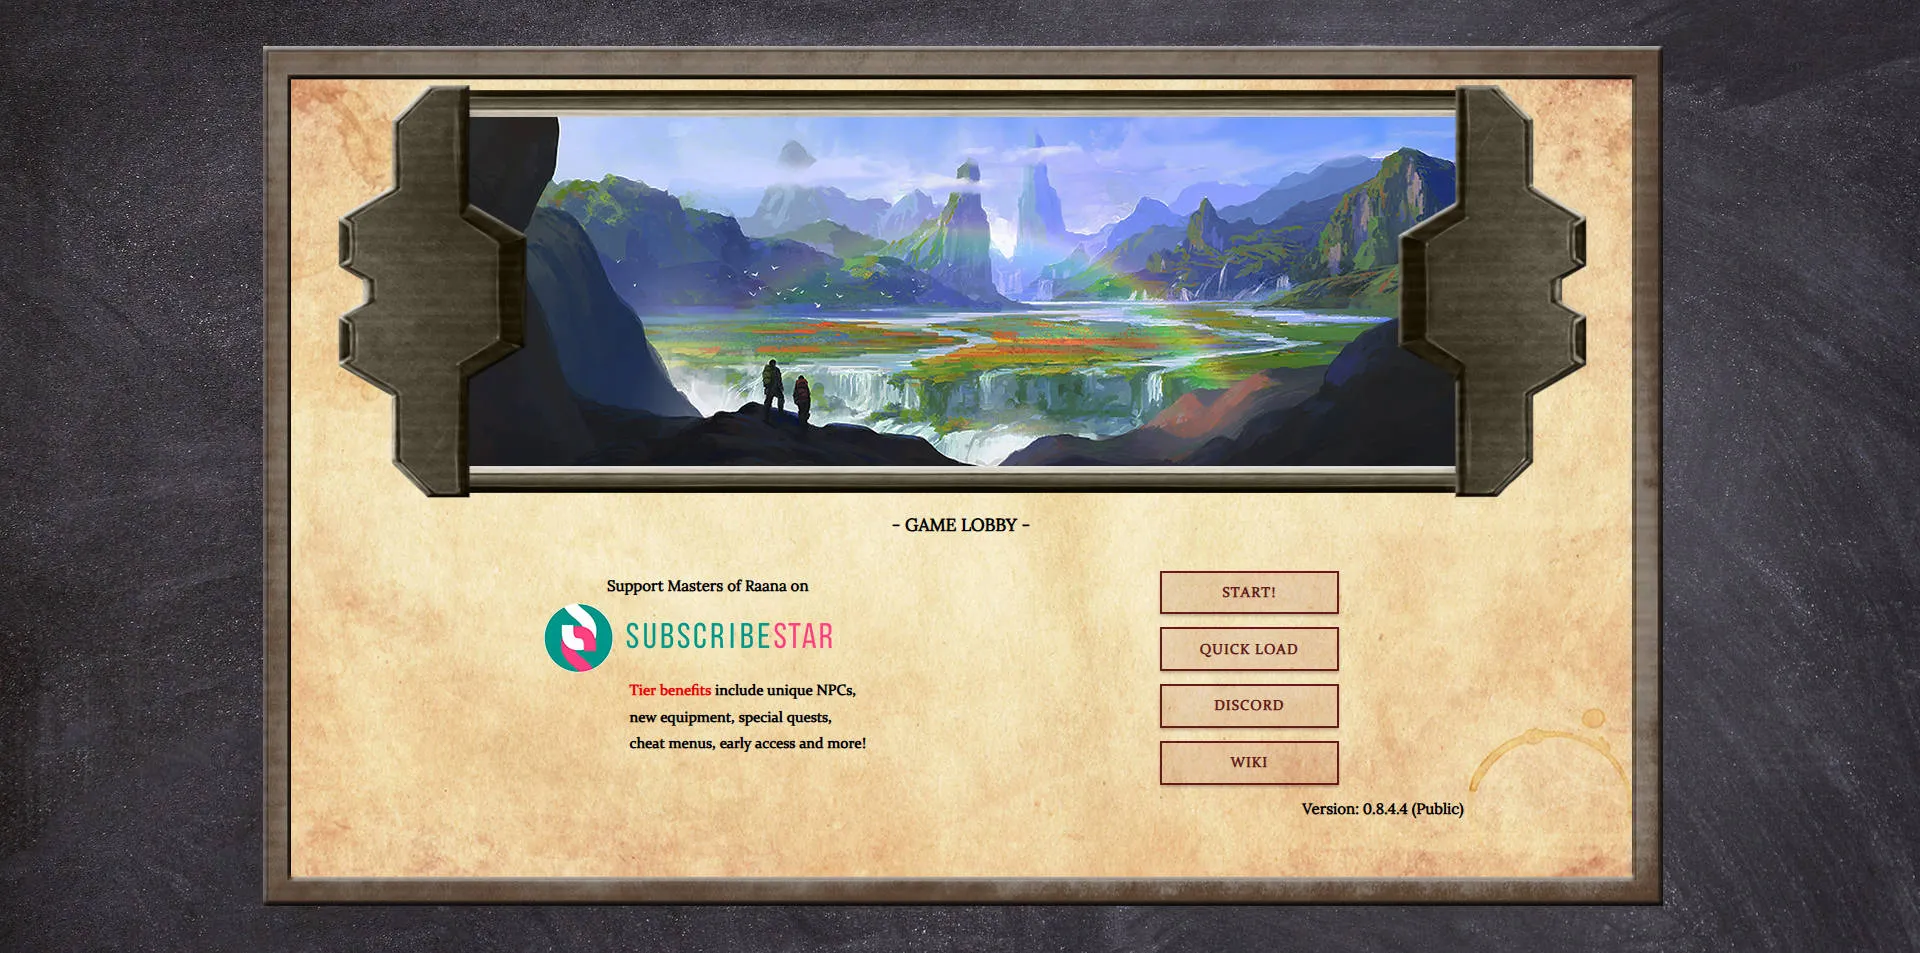 - GAME LOBBY -
Support Masters of Raana on
SUBSCRIBESTAR
Tier benefits include unique NPCs,
new equipment, special quests,
cheat menus, early access and more!
START!
QUICK LOAD
DISCORD
WIKI
Version: 0.8.4.4 (Public)